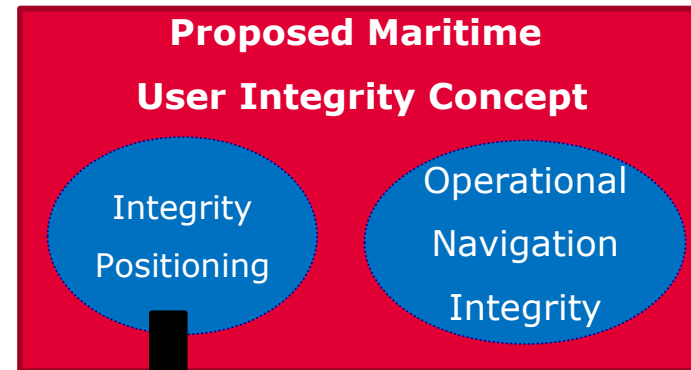 Proposed Maritime
User Integrity Concept
Integrity
Positioning
Operational
Navigation
Integrity